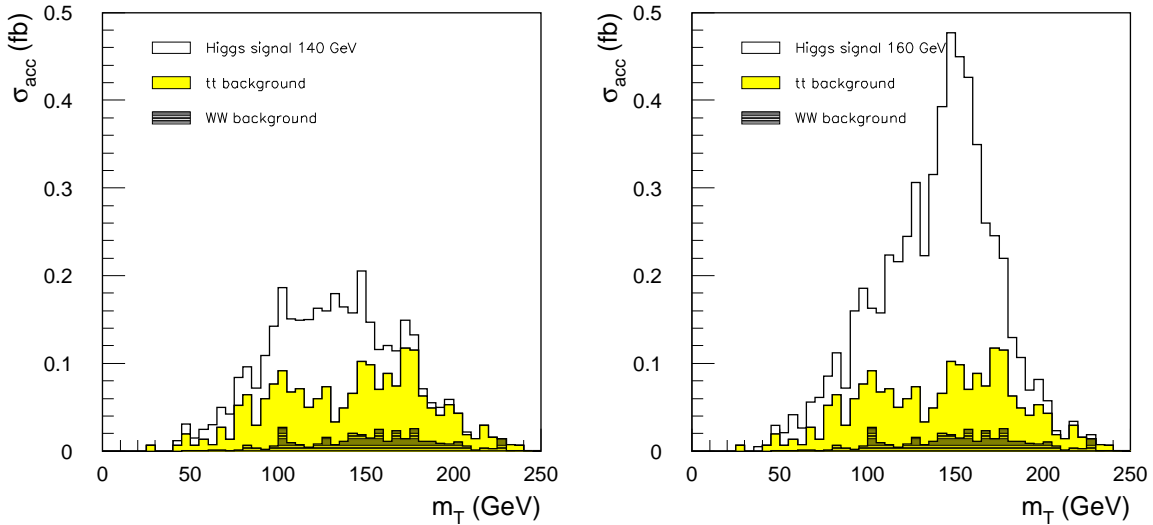 σacc (fb)
0.5
0.4
0.3
0.2
0.1
0
Higgs signal 140 GeV
tt background
WW background
0 50 100 150 200 250
mT (GeV)
σacc (fb)
0.5
0.4
0.3
0.2
0.1
0
Higgs signal 160 GeV
tt background
WW background
0 50 100 150 200 250
mT (GeV)